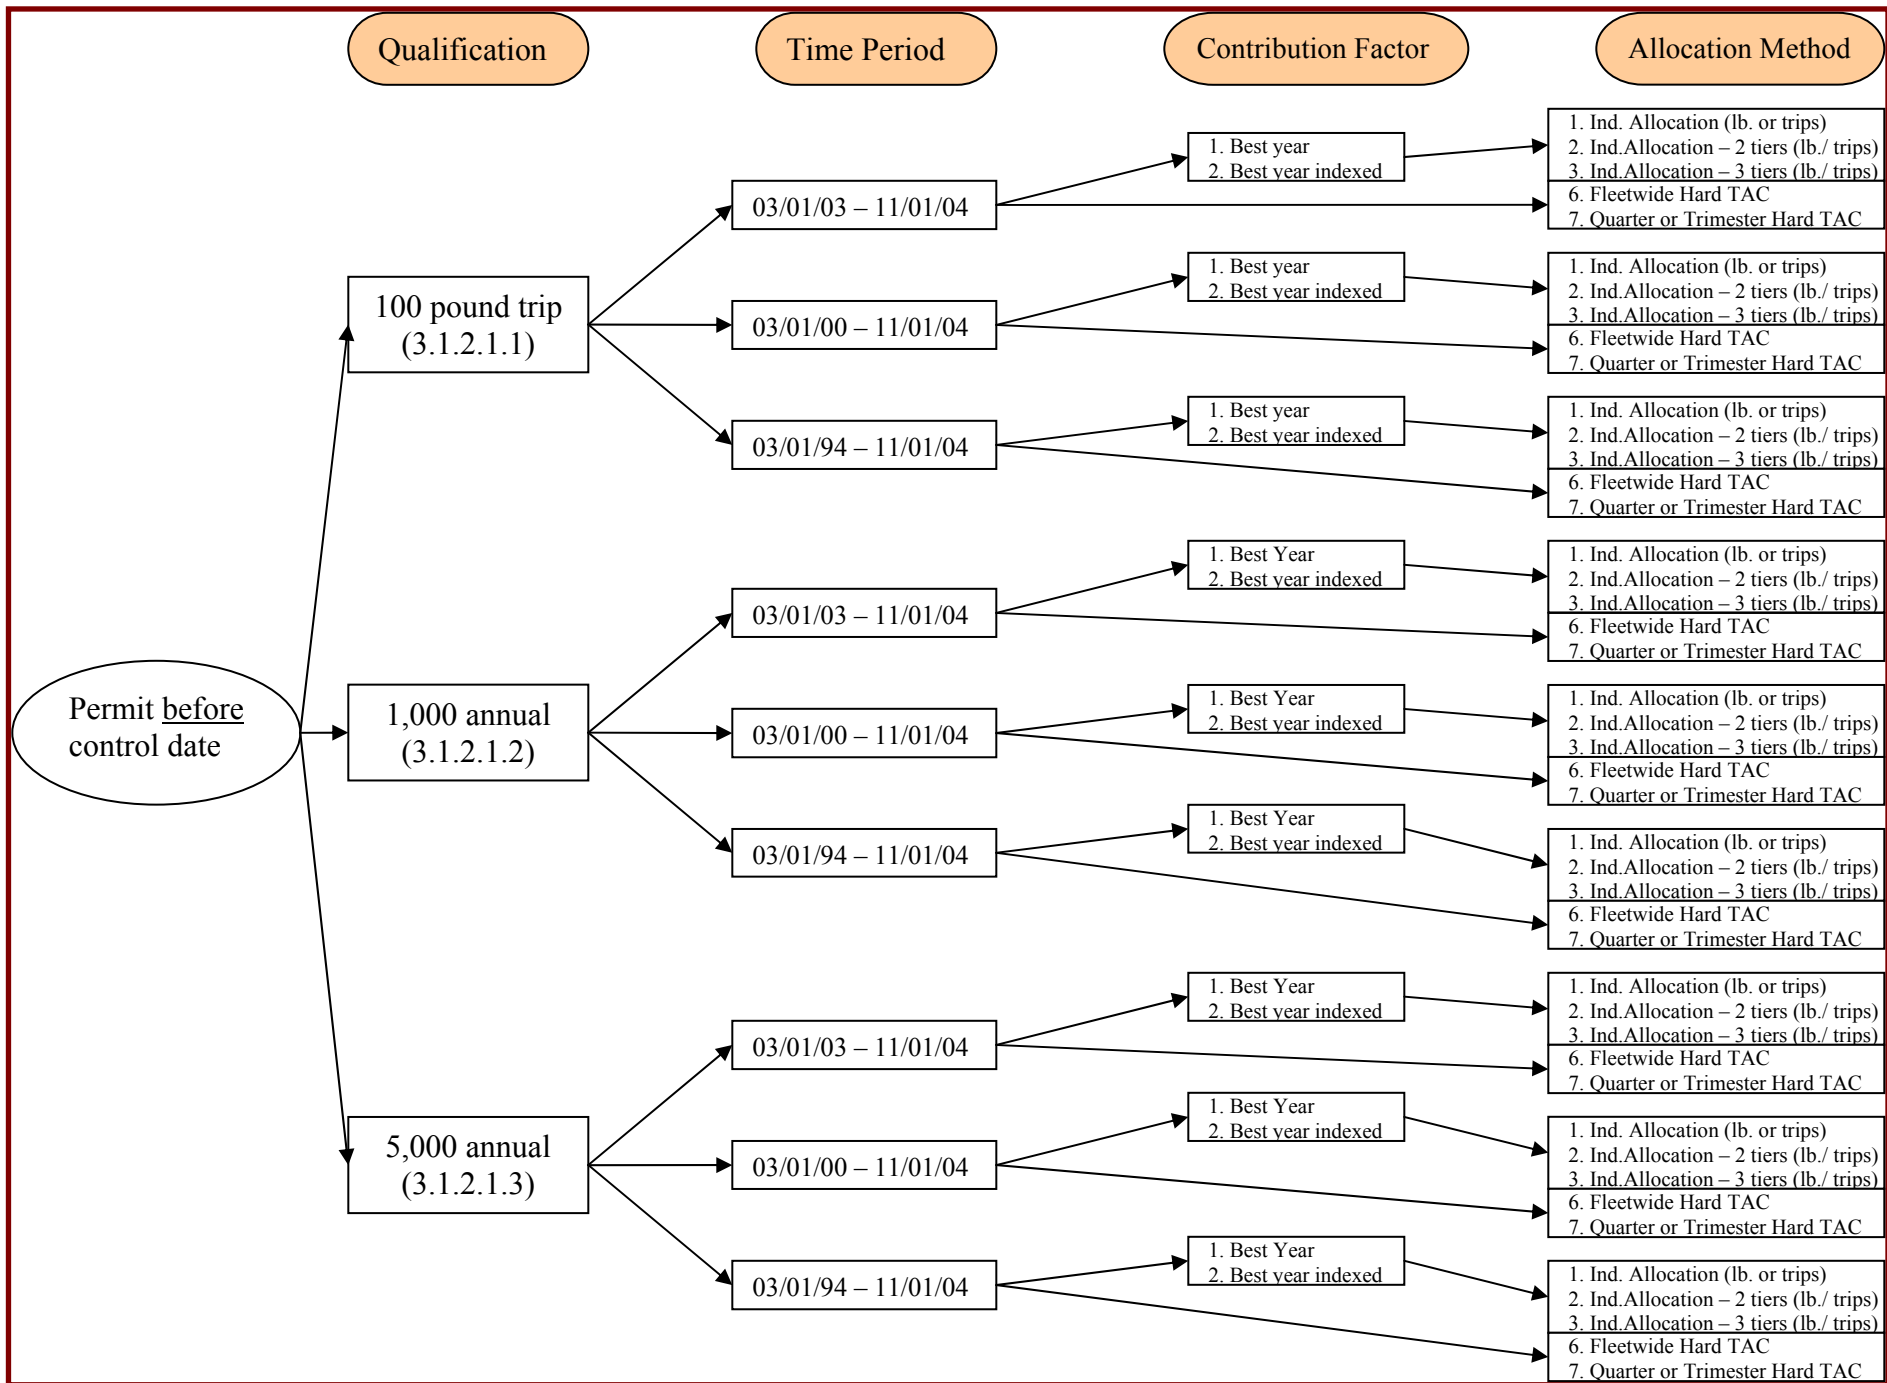 Qualification
Time Period
Contribution Factor
Allocation Method
Permit before
control date
100 pound trip
(3.1.2.1.1)
03/01/03 – 11/01/04
1. Best year
2. Best year indexed
1. Ind. Allocation (lb. or trips)
2. Ind.Allocation – 2 tiers (lb./ trips)
3. Ind.Allocation – 3 tiers (lb./ trips)
6. Fleetwide Hard TAC
7. Quarter or Trimester Hard TAC
03/01/00 – 11/01/04
1. Best year
2. Best year indexed
1. Ind. Allocation (lb. or trips)
2. Ind.Allocation – 2 tiers (lb./ trips)
3. Ind.Allocation – 3 tiers (lb./ trips)
6. Fleetwide Hard TAC
7. Quarter or Trimester Hard TAC
03/01/94 – 11/01/04
1. Best year
2. Best year indexed
1. Ind. Allocation (lb. or trips)
2. Ind.Allocation – 2 tiers (lb./ trips)
3. Ind.Allocation – 3 tiers (lb./ trips)
6. Fleetwide Hard TAC
7. Quarter or Trimester Hard TAC
1,000 annual
(3.1.2.1.2)
03/01/03 – 11/01/04
1. Best Year
2. Best year indexed
1. Ind. Allocation (lb. or trips)
2. Ind.Allocation – 2 tiers (lb./ trips)
3. Ind.Allocation – 3 tiers (lb./ trips)
6. Fleetwide Hard TAC
7. Quarter or Trimester Hard TAC
03/01/00 – 11/01/04
1. Best Year
2. Best year indexed
1. Ind. Allocation (lb. or trips)
2. Ind.Allocation – 2 tiers (lb./ trips)
3. Ind.Allocation – 3 tiers (lb./ trips)
6. Fleetwide Hard TAC
7. Quarter or Trimester Hard TAC
03/01/94 – 11/01/04
1. Best Year
2. Best year indexed
1. Ind. Allocation (lb. or trips)
2. Ind.Allocation – 2 tiers (lb./ trips)
3. Ind.Allocation – 3 tiers (lb./ trips)
6. Fleetwide Hard TAC
7. Quarter or Trimester Hard TAC
5,000 annual
(3.1.2.1.3)
03/01/03 – 11/01/04
1. Best Year
2. Best year indexed
1. Ind. Allocation (lb. or trips)
2. Ind.Allocation – 2 tiers (lb./ trips)
3. Ind.Allocation – 3 tiers (lb./ trips)
6. Fleetwide Hard TAC
7. Quarter or Trimester Hard TAC
03/01/00 – 11/01/04
1. Best Year
2. Best year indexed
1. Ind. Allocation (lb. or trips)
2. Ind.Allocation – 2 tiers (lb./ trips)
3. Ind.Allocation – 3 tiers (lb./ trips)
6. Fleetwide Hard TAC
7. Quarter or Trimester Hard TAC
03/01/94 – 11/01/04
1. Best Year
2. Best year indexed
1. Ind. Allocation (lb. or trips)
2. Ind.Allocation – 2 tiers (lb./ trips)
3. Ind.Allocation – 3 tiers (lb./ trips)
6. Fleetwide Hard TAC
7. Quarter or Trimester Hard TAC